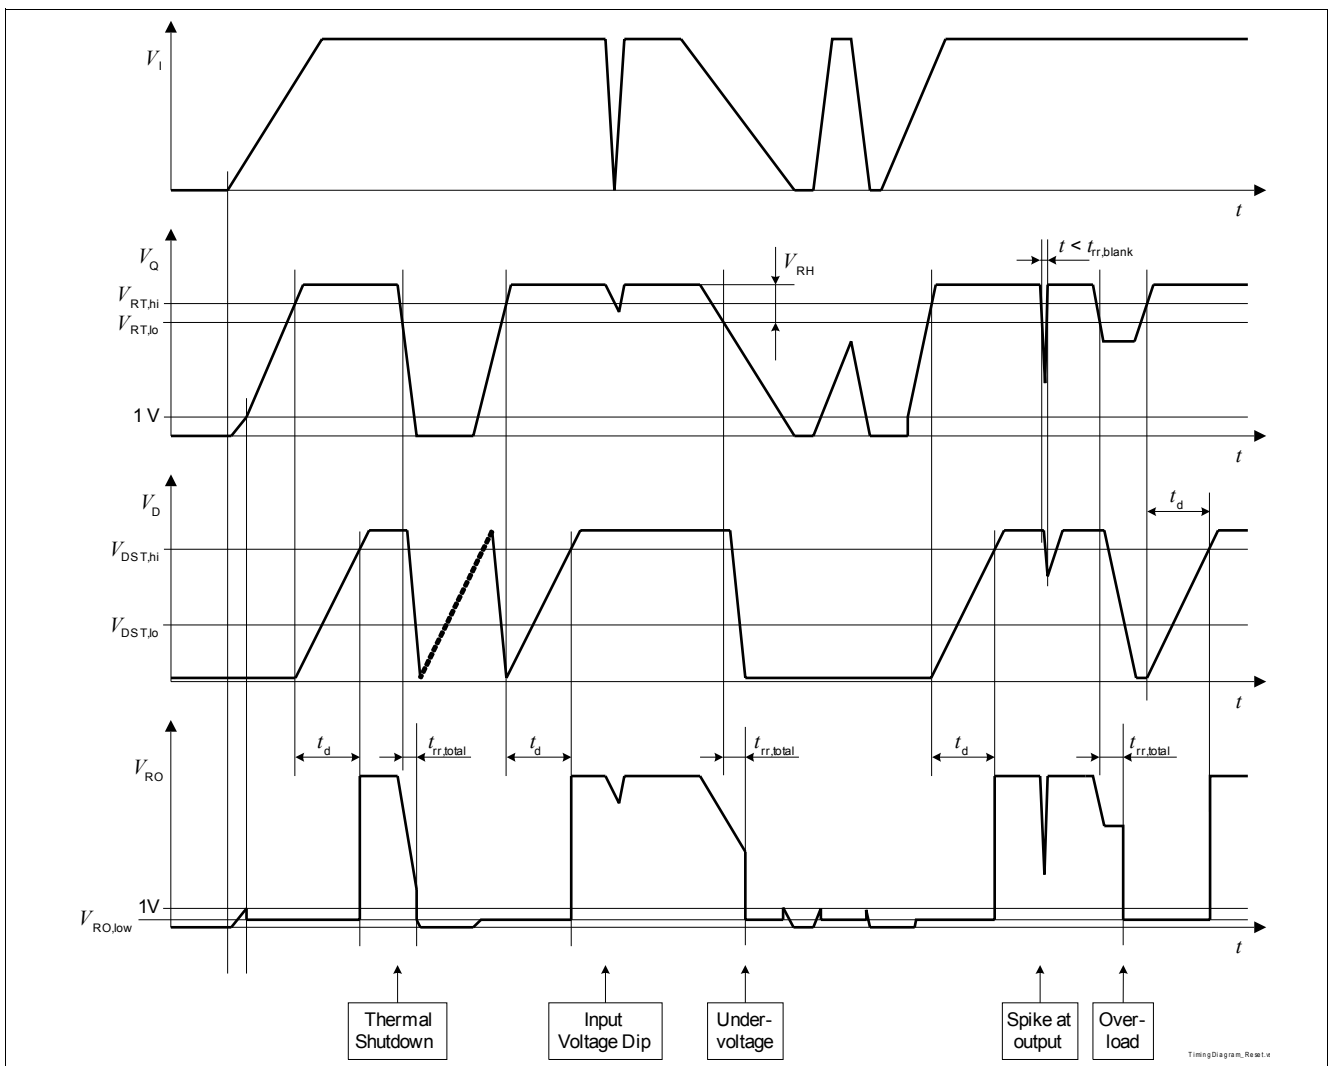 V_I
t
V_Q
t < t_rr,blank
V_RH
V_RT,hi
V_RT,lo
1 V
t
V_D
t_d
V_DST,hi
V_DST,lo
t
t_d
t_rr,total
t_d
t_rr,total
t_d
t_rr,total
V_RO
1V
V_RO,low
t
Thermal
Shutdown
Input
Voltage Dip
Under-
voltage
Spike at
output
Over-
load